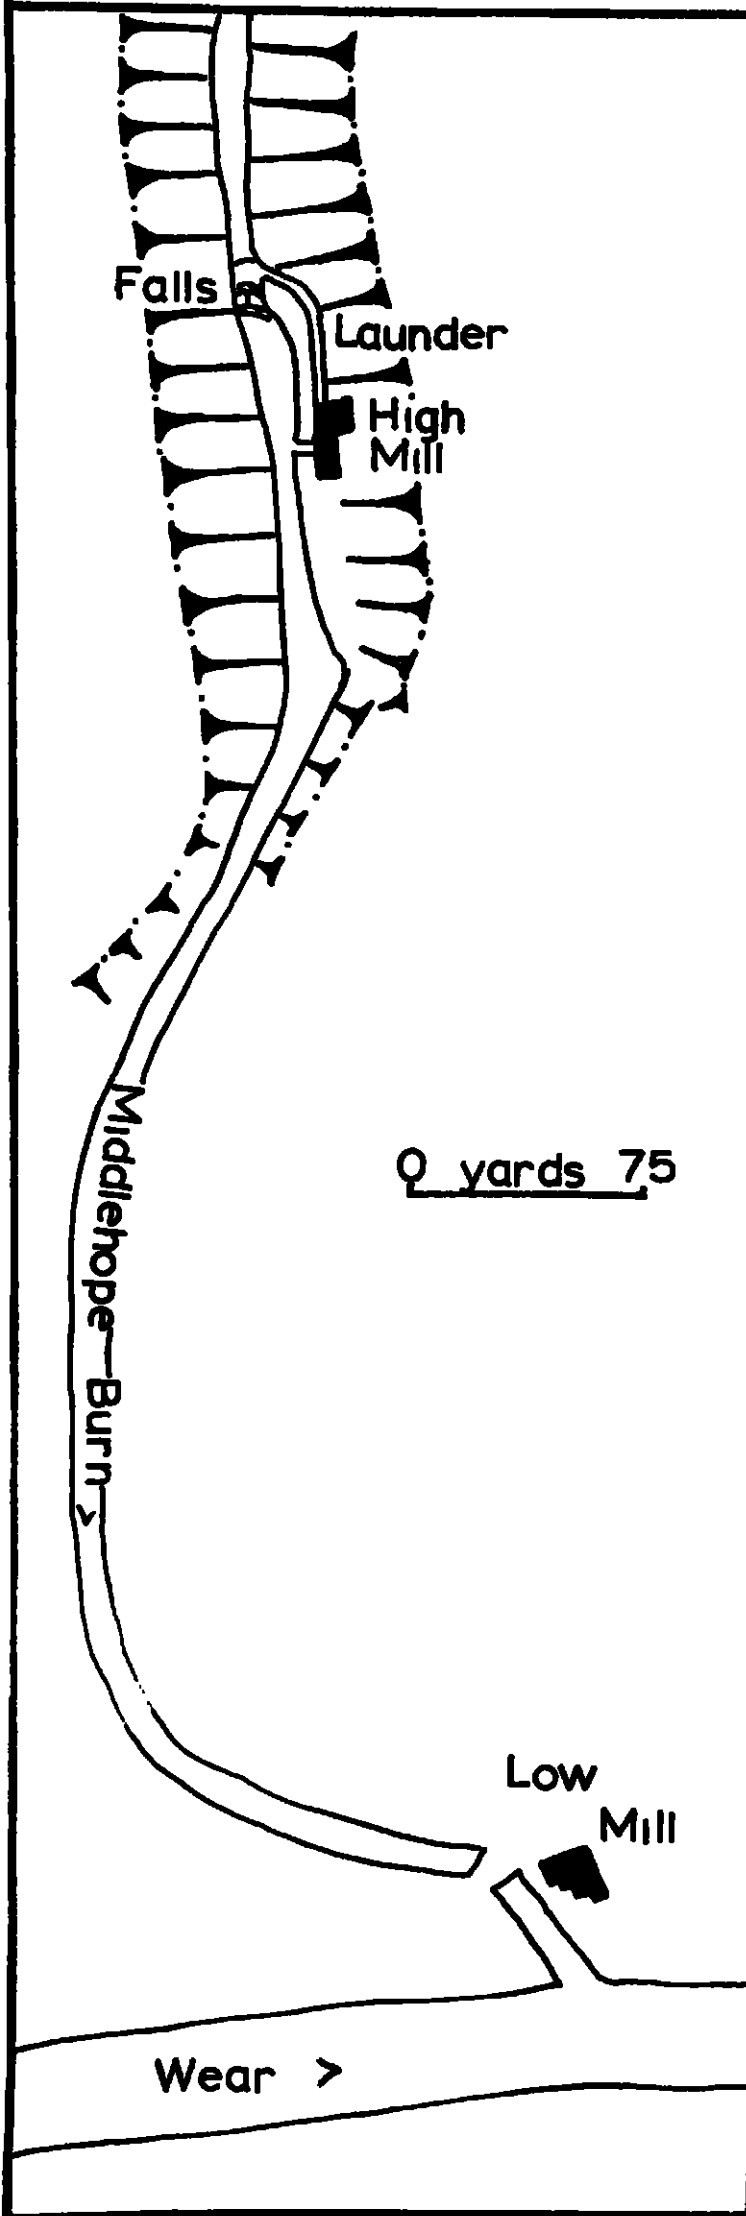 Falls
Launder
High
Mill
0 yards 75
Middlehope Burn
Low
Mill
Wear >